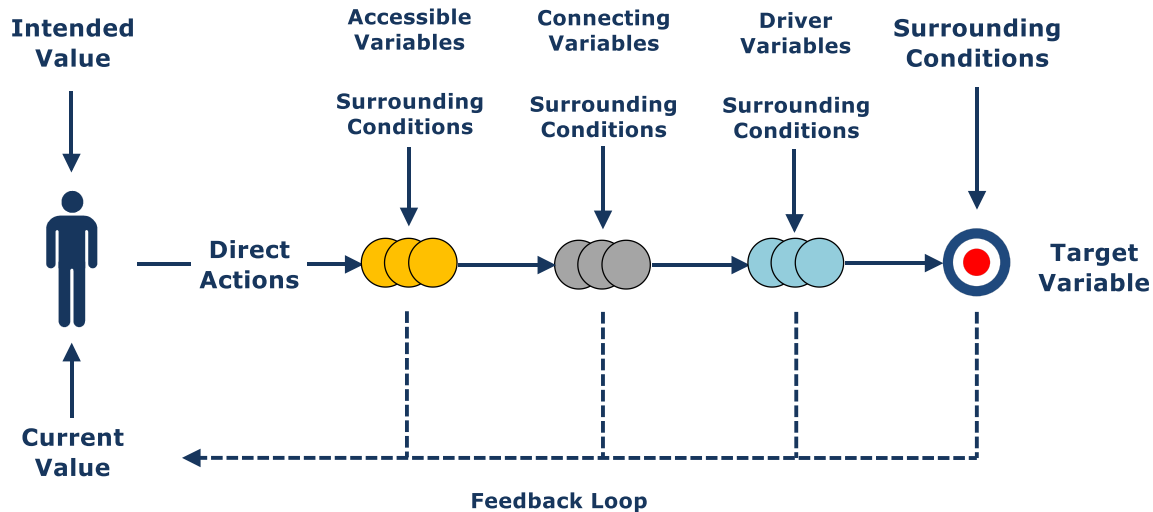 Intended
Value
Accessible
Variables
Connecting
Variables
Driver
Variables
Surrounding
Conditions
Surrounding
Conditions
Surrounding
Conditions
Surrounding
Conditions
Direct
Actions
Target
Variable
Current
Value
Feedback Loop